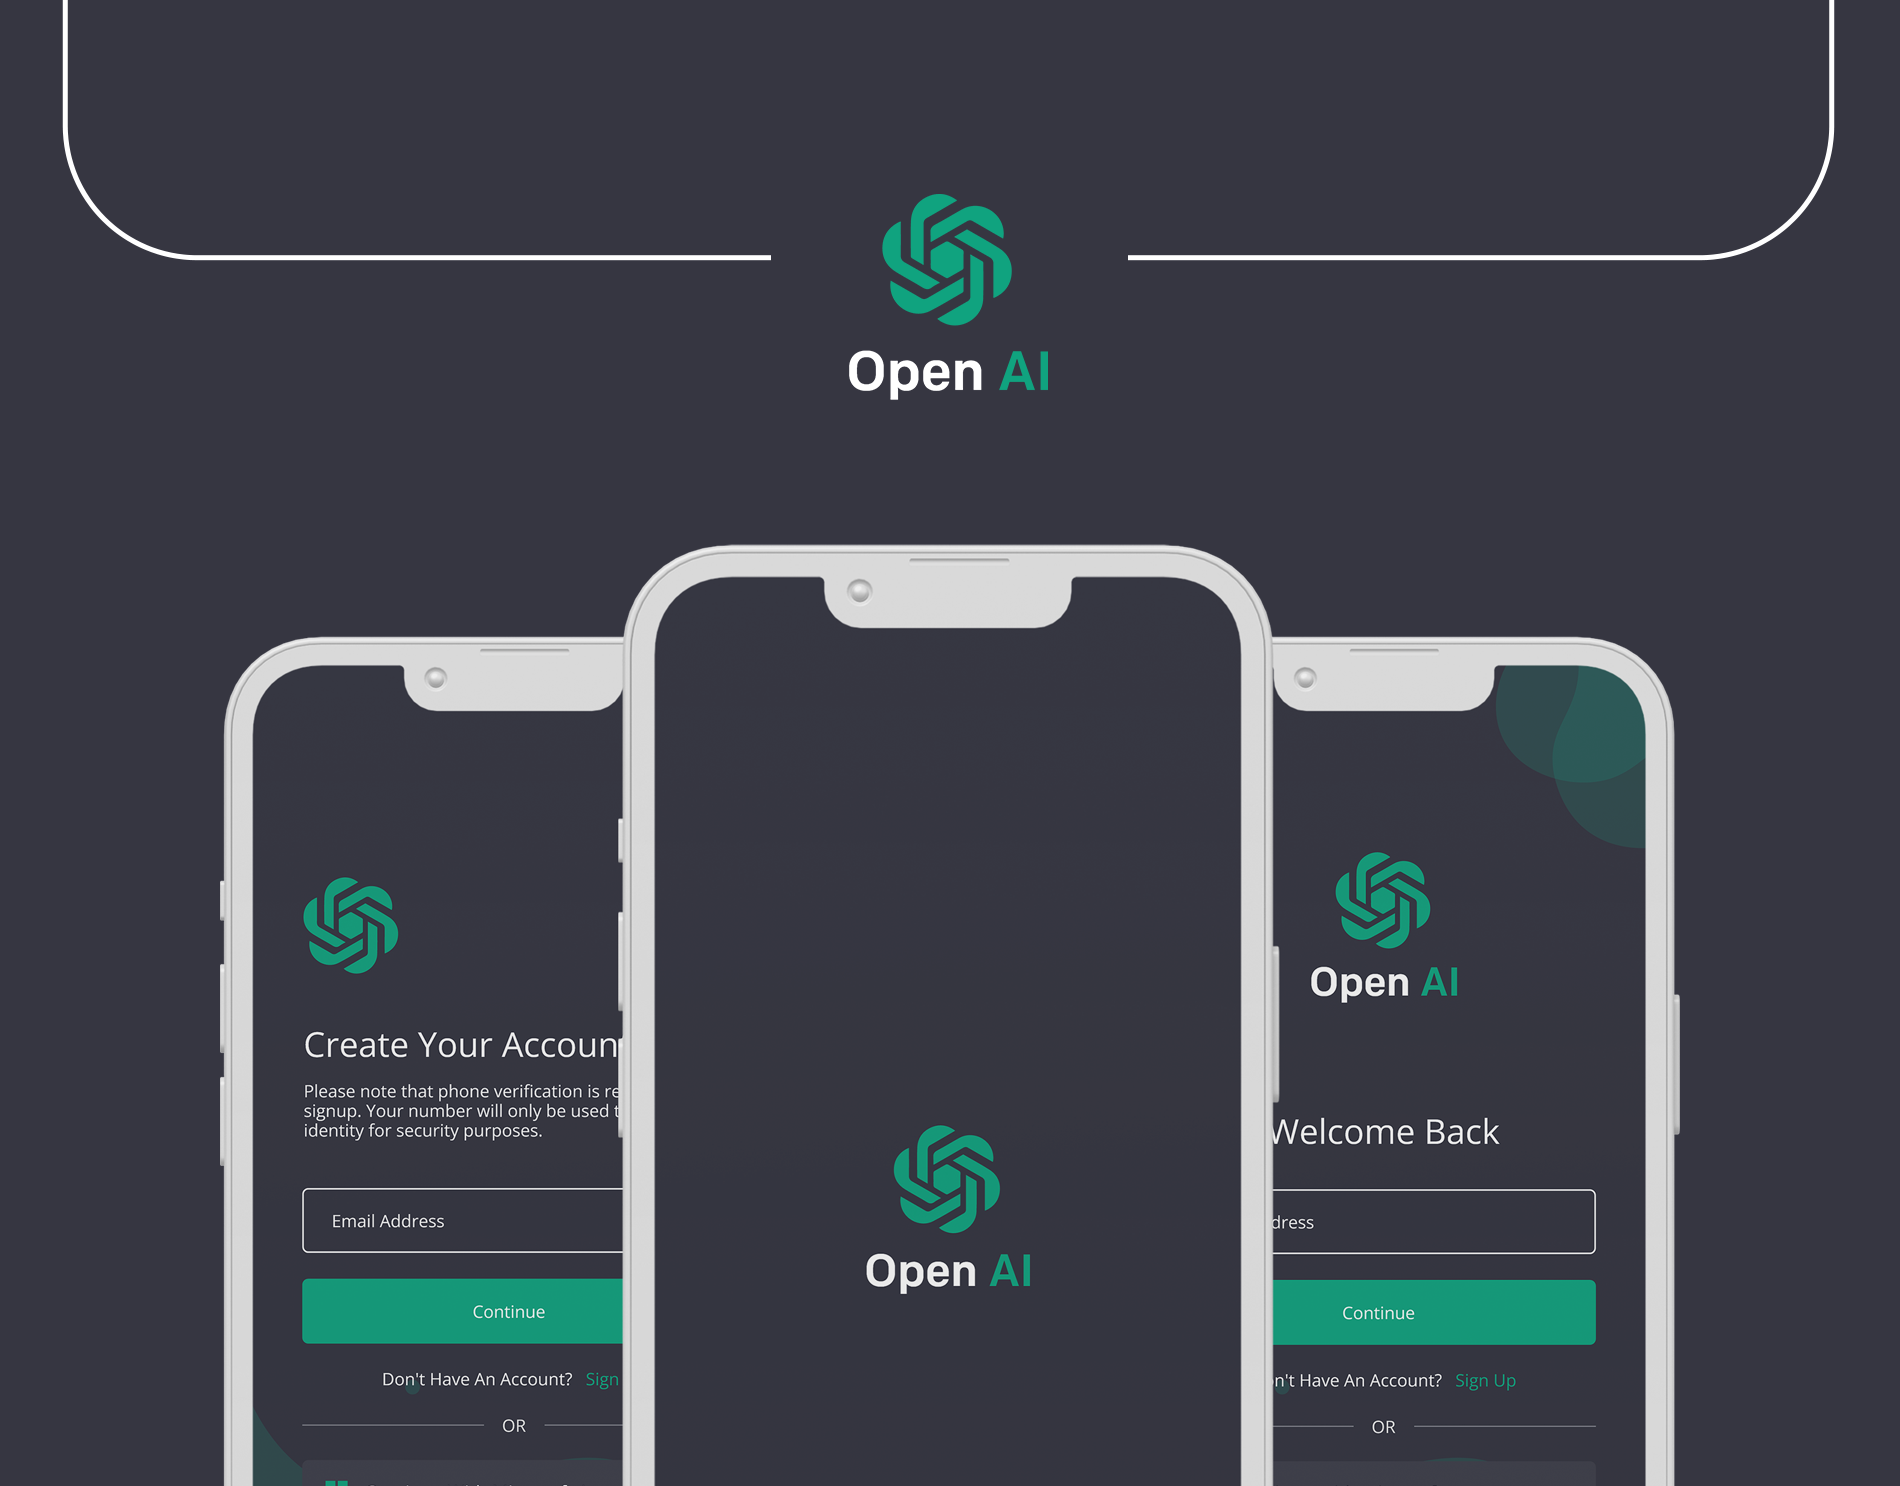 Open AI
Create Your Accoun
Please note that phone verification is re
signup. Your number will only be used t
identity for security purposes.
Email Address
Continue
Don't Have An Account? Sign
OR
Open AI
Open AI
Welcome Back
dress
Continue
n't Have An Account? Sign Up
OR